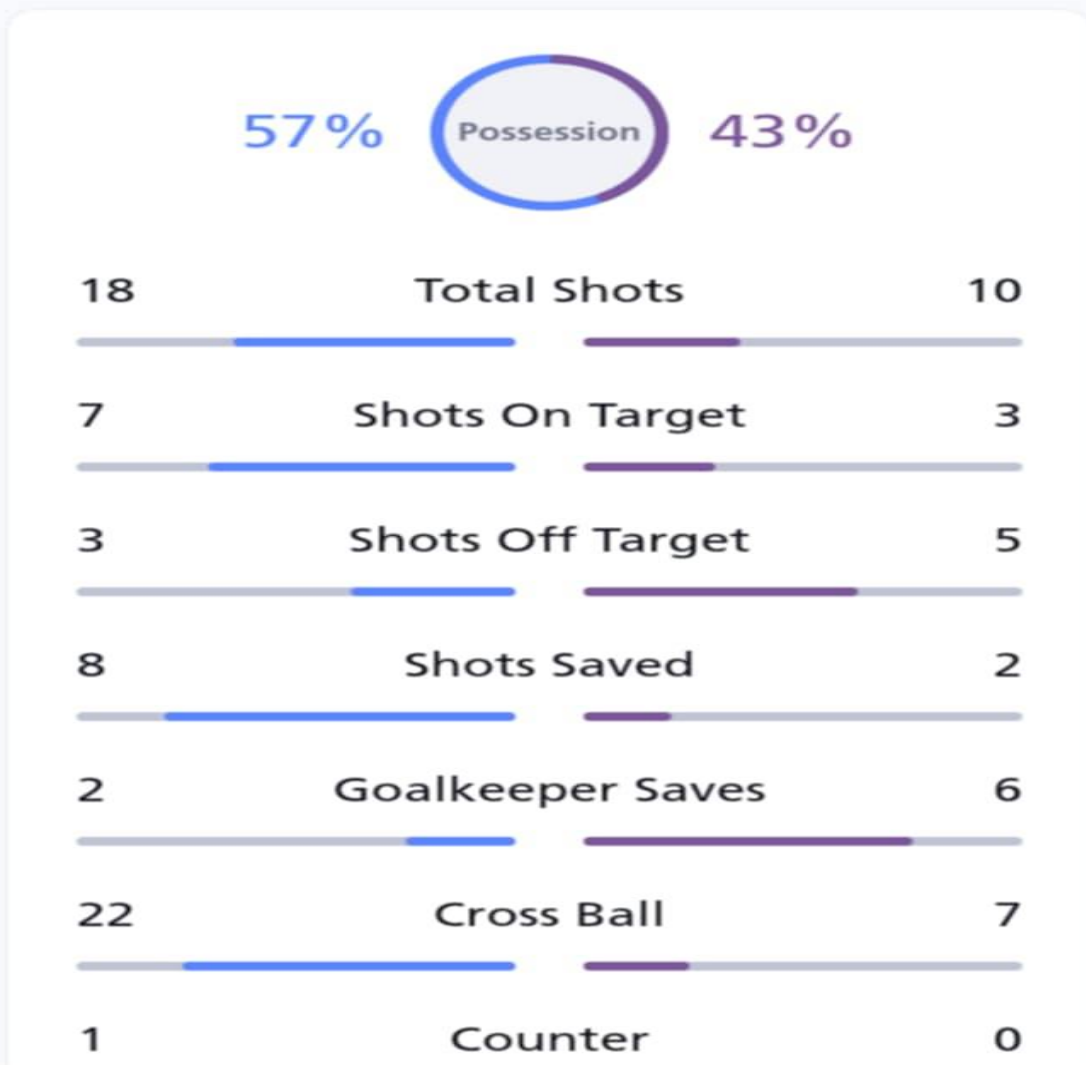 57% Possession 43%
18 Total Shots 10
7 Shots On Target 3
3 Shots Off Target 5
8 Shots Saved 2
2 Goalkeeper Saves 6
22 Cross Ball 7
1 Counter 0